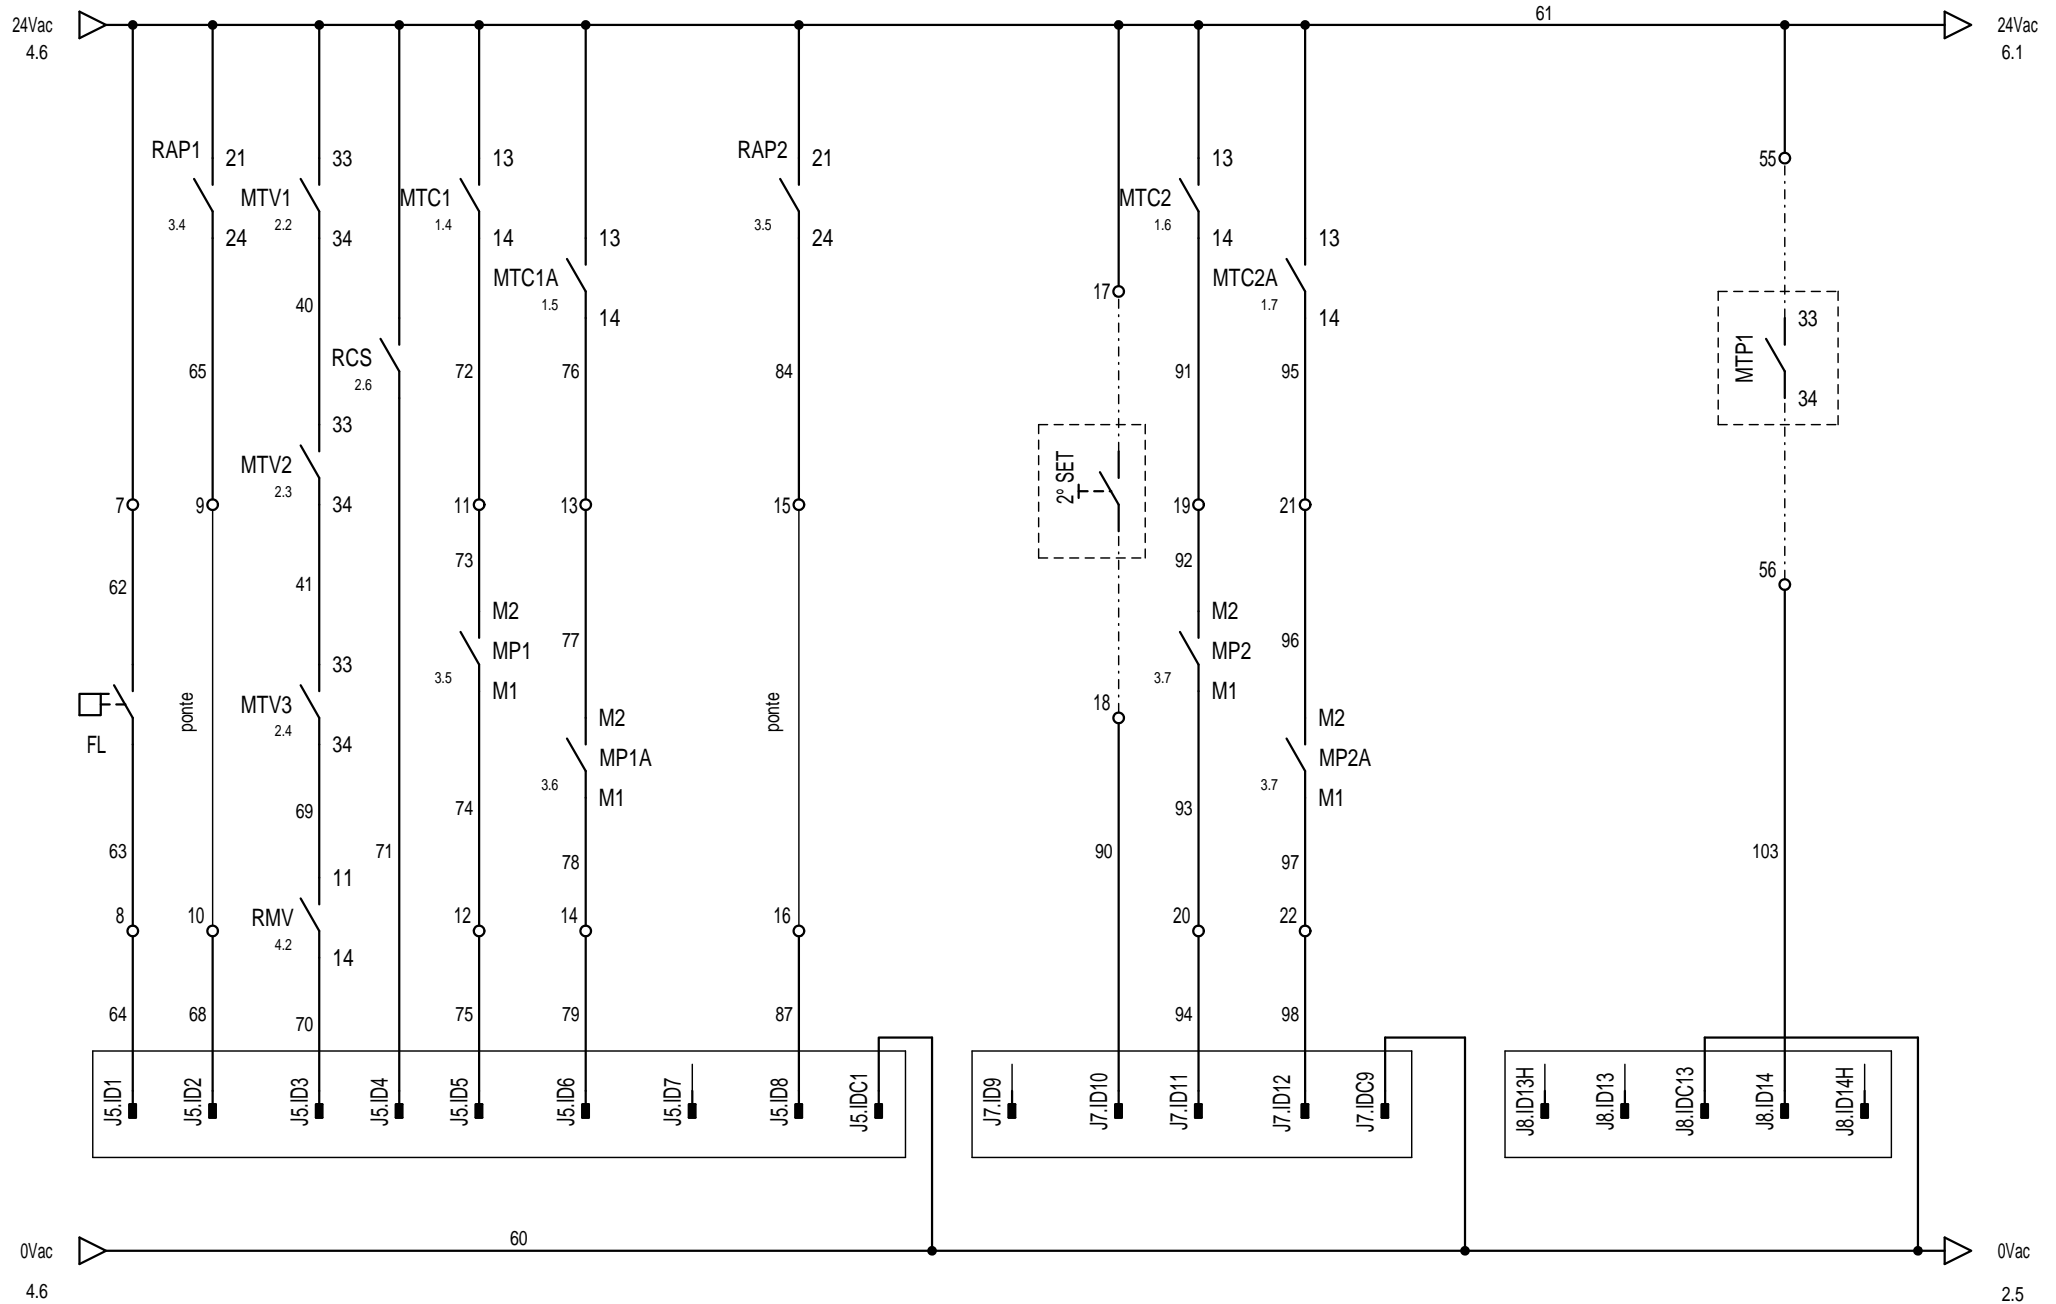 61
24Vac
4.6
24Vac
6.1
RAP1
21
3.4
24
33
MTV1
2.2
34
13
MTC1
1.4
14
13
MTC1A
1.5
14
RAP2
21
3.5
24
13
MTC2
1.6
14
13
MTC2A
1.7
14
55
17
33
MTP1
34
40
65
RCS
2.6
72
76
84
91
95
33
MTV2
2.3
34
2° SET
7
9
11
13
15
19
21
62
41
73
92
56
M2
MP1
3.5
M1
77
M2
MP2
3.7
M1
96
33
MTV3
2.4
34
FL
ponte
ponte
18
M2
MP1A
3.6
M1
M2
MP2A
3.7
M1
69
74
93
63
71
78
90
97
103
11
RMV
4.2
14
8
10
12
14
16
20
22
64
68
70
75
79
87
94
98
J5.ID1
J5.ID2
J5.ID3
J5.ID4
J5.ID5
J5.ID6
J5.ID7
J5.ID8
J5.IDC1
J7.ID9
J7.ID10
J7.ID11
J7.ID12
J7.IDC9
J8.ID13H
J8.ID13
J8.IDC13
J8.ID14
J8.ID14H
60
0Vac
4.6
0Vac
2.5